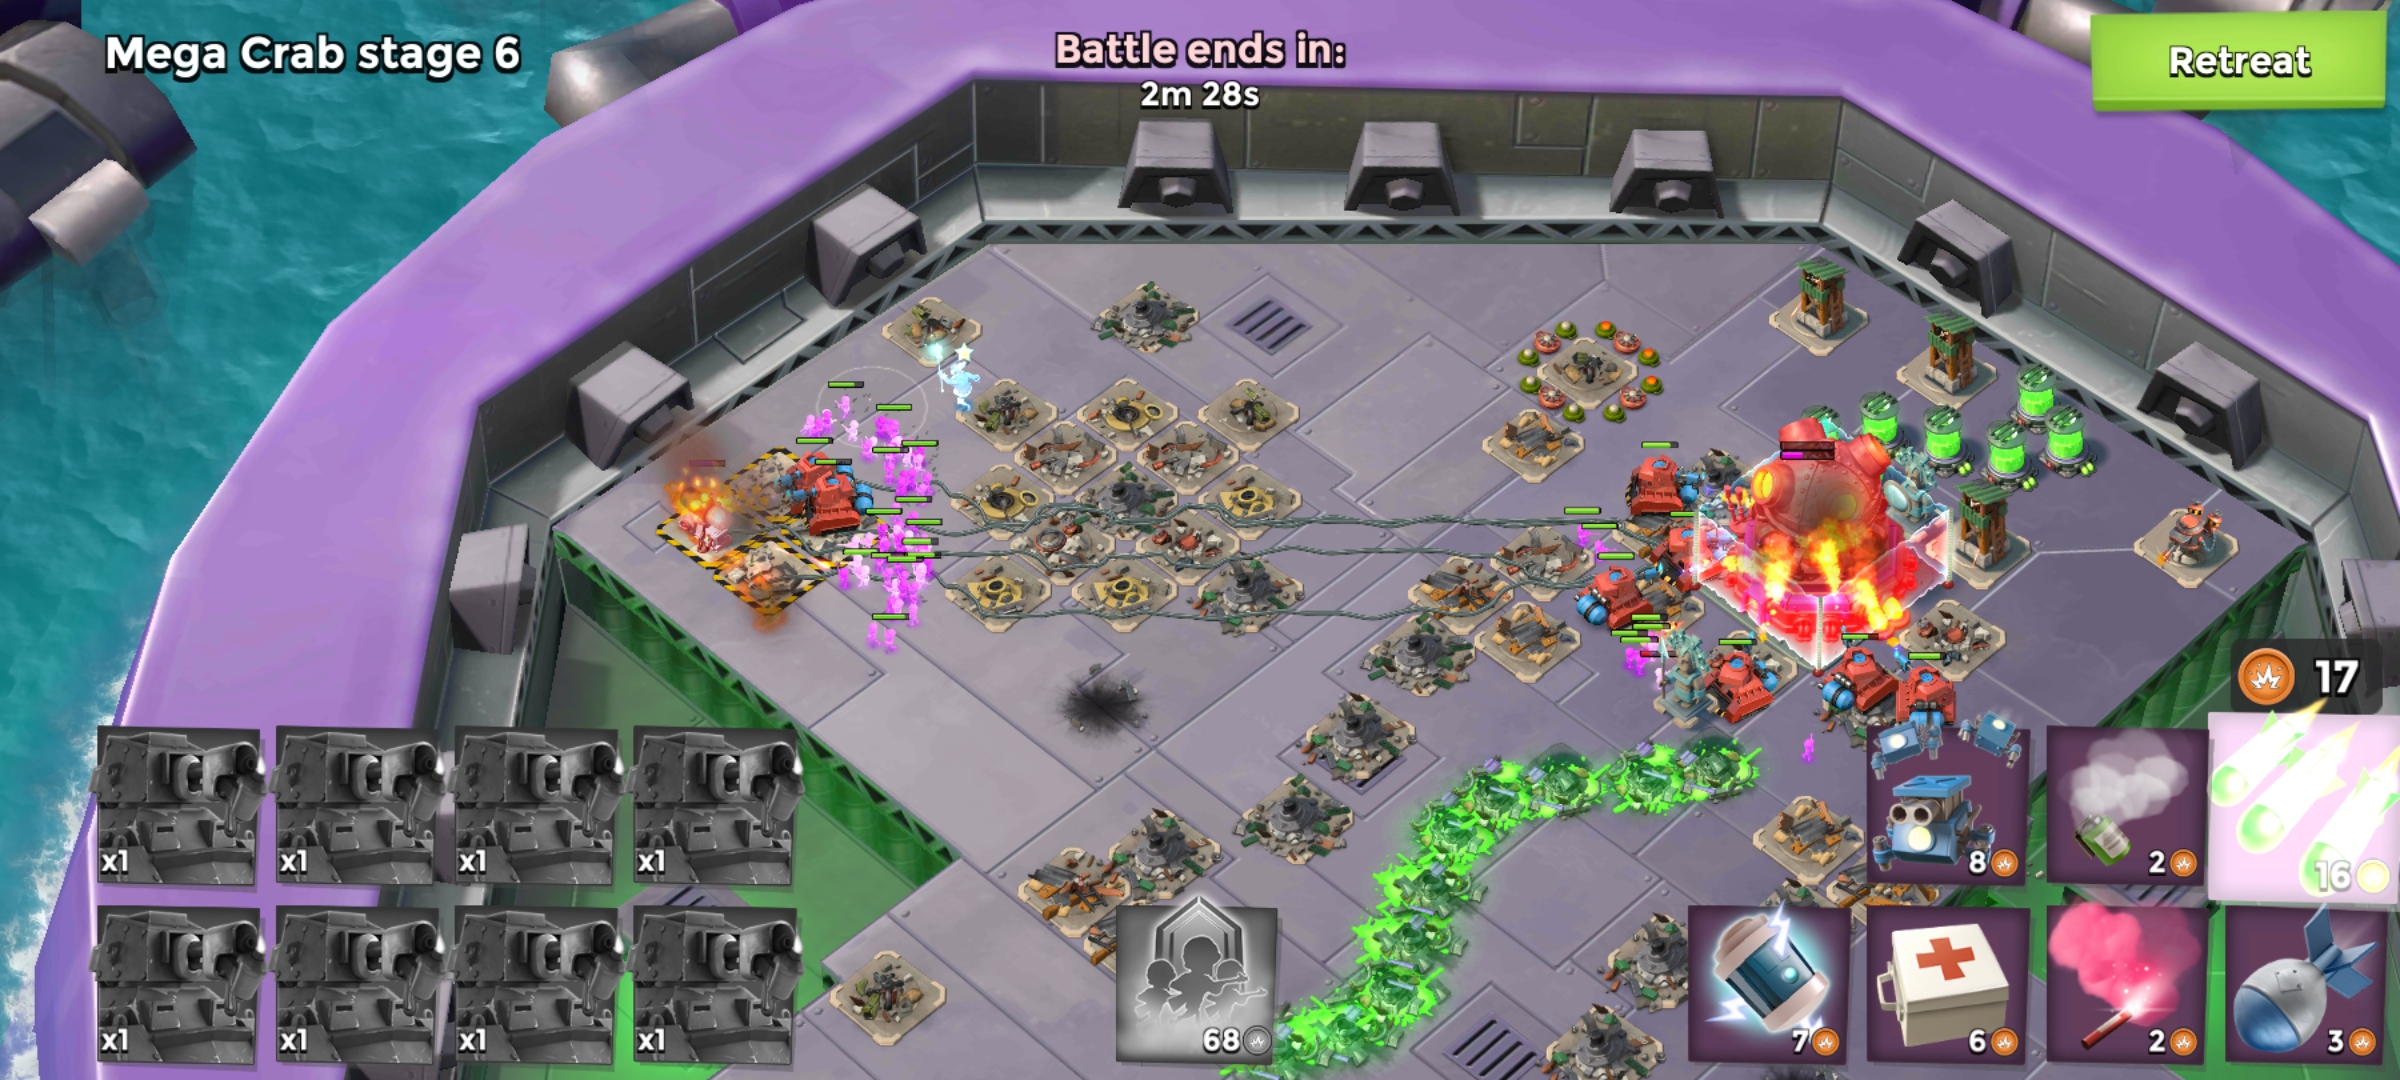 Mega Crab stage 6
Battle ends in:
2m 28s
Retreat
17
x1
x1
x1
x1
8
2
16
x1
x1
x1
x1
68
7
6
2
3